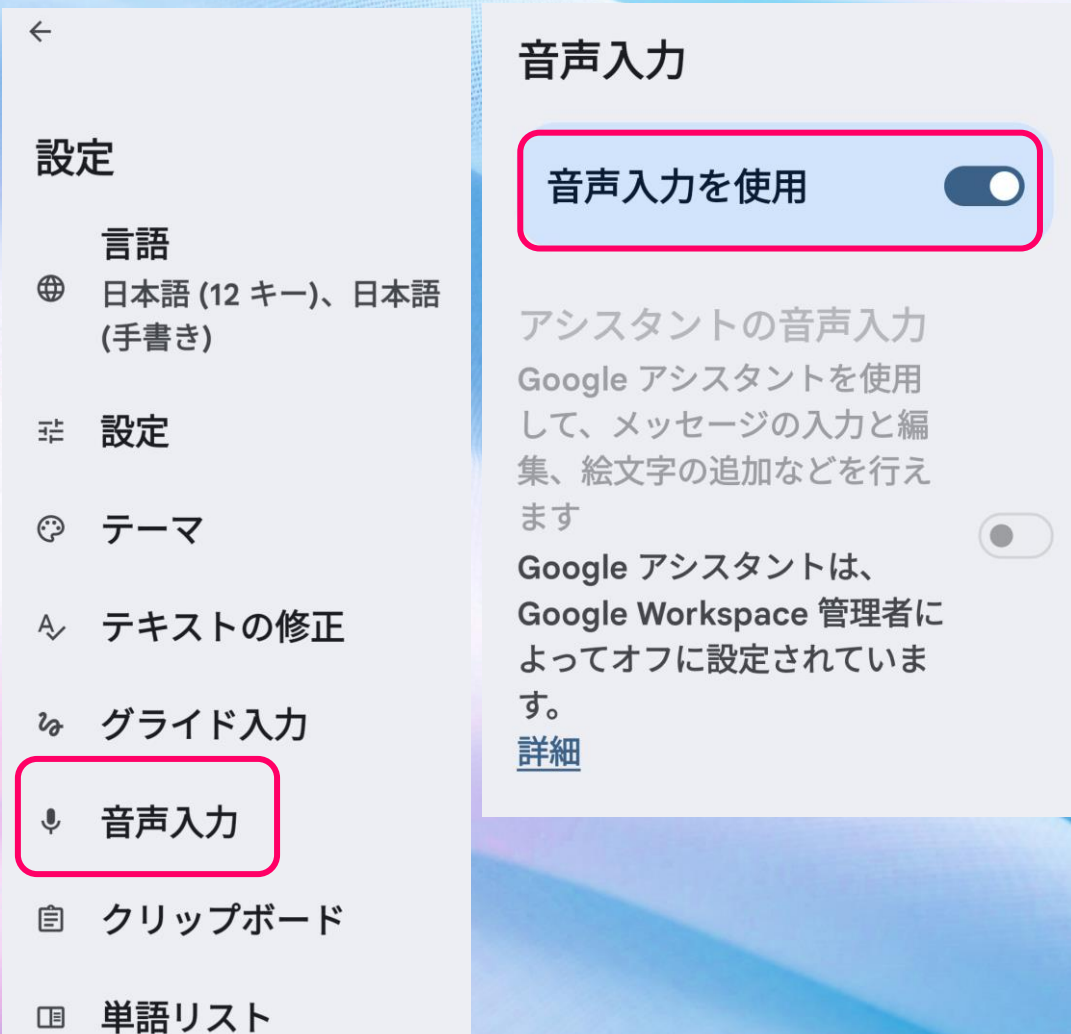 設定
言語
日本語 (12 キー)、日本語
(手書き)
設定
テーマ
テキストの修正
グライド入力
音声入力
クリップボード
単語リスト
音声入力
音声入力を使用
アシスタントの音声入力
Google アシスタントを使用
して、メッセージの入力と編
集、絵文字の追加などを行え
ます
Google アシスタントは、
Google Workspace 管理者に
よってオフに設定されていま
す。
詳細